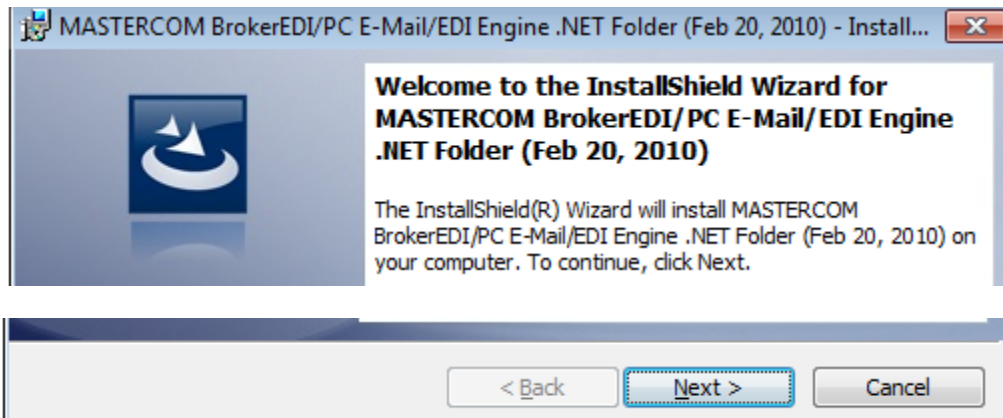 MASTERCOM BrokerEDI/PC E-Mail/EDI Engine .NET Folder (Feb 20, 2010) - Install...
Welcome to the InstallShield Wizard for
MASTERCOM BrokerEDI/PC E-Mail/EDI Engine
.NET Folder (Feb 20, 2010)
The InstallShield(R) Wizard will install MASTERCOM
BrokerEDI/PC E-Mail/EDI Engine .NET Folder (Feb 20, 2010) on
your computer. To continue, click Next.
< Back Next > Cancel